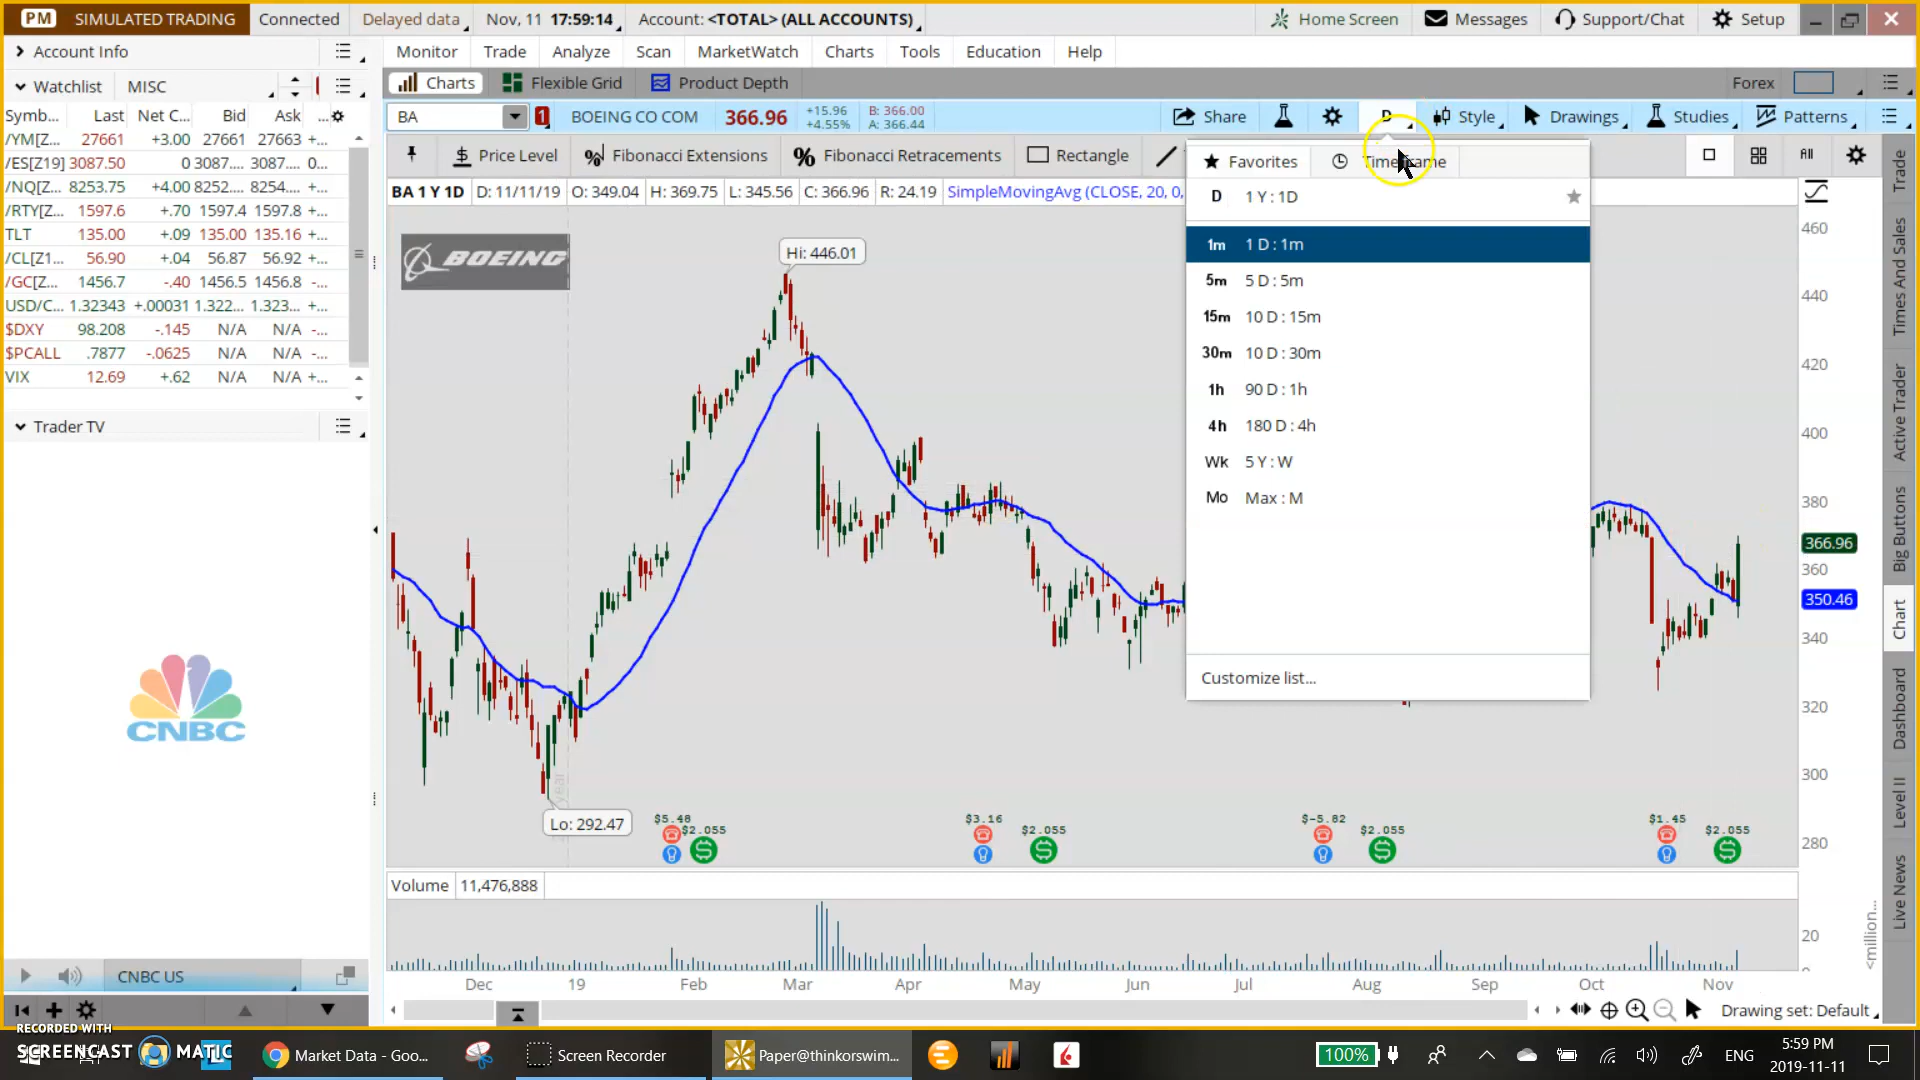 PM SIMULATED TRADING Connected Delayed data Nov, 11 17:59:14 Account: <TOTAL> (ALL ACCOUNTS) Home Screen Messages Support/Chat Setup
Account Info
Monitor Trade Analyze Scan MarketWatch Charts Tools Education Help
Watchlist MISC
Charts Flexible Grid Product Depth Forex
Symb... Last Net C... Bid Ask ...
BA 1 BOEING CO COM 366.96 +15.96 +4.55% B: 366.00 A: 366.44 Share D Style Drawings Studies Patterns
/YM[Z 27661 +3.00 27661 27663 +...
/ES[Z19] 3087.50 0 3087.... 3087.... 0...
/NQ[Z... 8253.75 +4.00 8252.... 8254.... +...
/RTY[Z... 1597.6 +.70 1597.4 1597.8 +...
TLT 135.00 +.09 135.00 135.16 +...
/CL[Z1... 56.90 +.04 56.87 56.92 +...
/GC[Z... 1456.7 -.40 1456.5 1456.8 -...
USD/C... 1.32343 +.00031 1.322... 1.323... +...
$DXY 98.208 -.145 N/A N/A -...
$PCALL .7877 -.0625 N/A N/A -...
VIX 12.69 +.62 N/A N/A +...
Price Level Fibonacci Extensions Fibonacci Retracements Rectangle All
BA 1 Y 1D D: 11/11/19 O: 349.04 H: 369.75 L: 345.56 C: 366.96 R: 24.19 SimpleMovingAvg (CLOSE, 20, 0,
BOEING
Hi: 446.01
Lo: 292.47
Favorites
D 1 Y : 1D
1m 1 D : 1m
5m 5 D : 5m
15m 10 D : 15m
30m 10 D : 30m
1h 90 D : 1h
4h 180 D : 4h
Wk 5 Y : W
Mo Max : M
Customize list...
460
440
420
400
380
366.96
360
350.46
340
320
300
280
Trade
Times And Sales
Active Trader
Big Buttons
Chart
Dashboard
Level II
Live News
Trader TV
CNBC
CNBC US
year
$5.48 $2.055 $3.16 $2.055 $-5.82 $2.055 $1.45 $2.055
Volume 11,476,888
20
<million...
Dec 19 Feb Mar Apr May Jun Jul Aug Sep Oct Nov
Drawing set: Default
RECORDED WITH
SCREENCAST MATIC
Market Data - Goo... Screen Recorder Paper@thinkorswim... 100% ENG 5:59 PM
2019-11-11